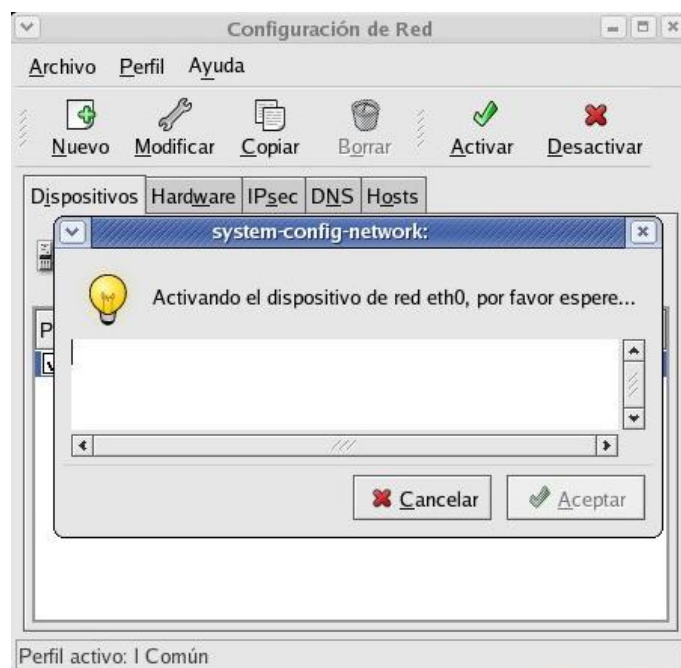 Configuración de Red
Archivo Perfil Ayuda
Nuevo Modificar Copiar Borrar Activar Desactivar
Dispositivos Hardware IPsec DNS Hosts
system-config-network:
Activando el dispositivo de red eth0, por favor espere...
P
Cancelar Aceptar
Perfil activo: I Común